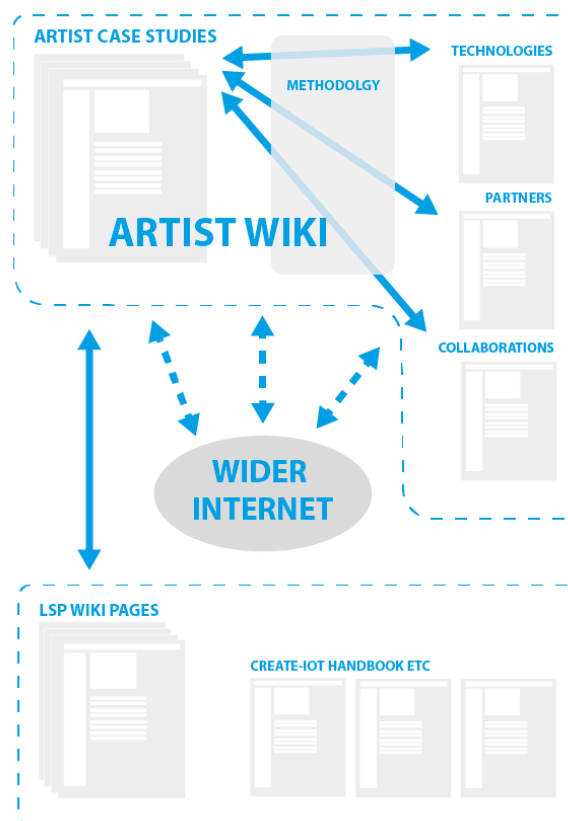 ARTIST CASE STUDIES
TECHNOLOGIES
METHODOLGY
PARTNERS
ARTIST WIKI
COLLABORATIONS
WIDER
INTERNET
LSP WIKI PAGES
CREATE-IOT HANDBOOK ETC